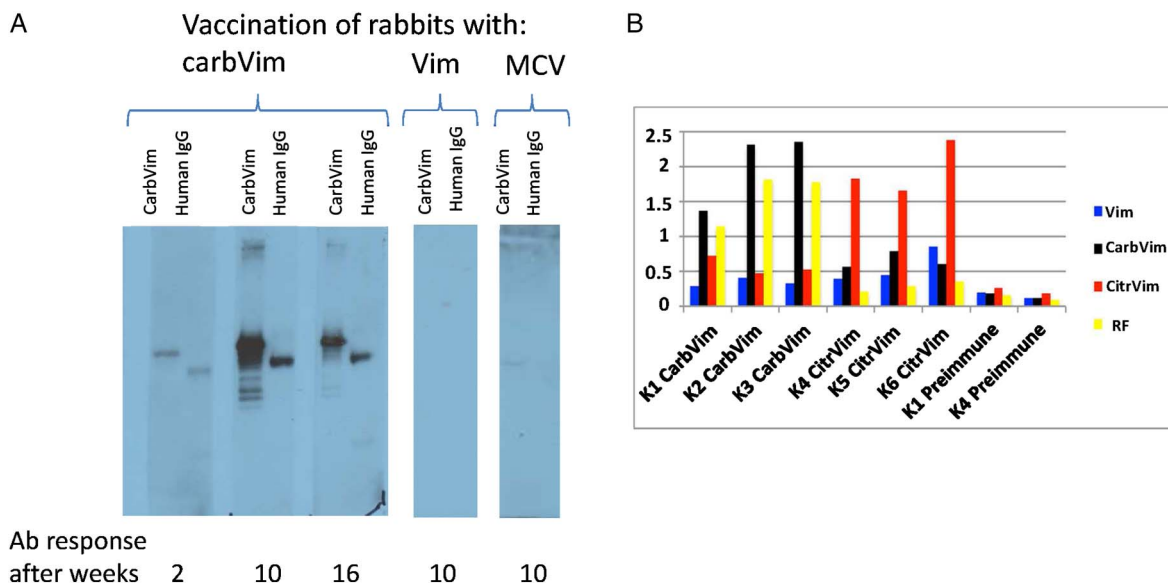 A
Vaccination of rabbits with:
carbVim
Vim
MCV
CarbVim
Human IgG
CarbVim
Human IgG
CarbVim
Human IgG
CarbVim
Human IgG
CarbVim
Human IgG
Ab response
after weeks 2 10 16 10 10
B
2.5
2
1.5
1
0.5
0
K1 CarbVim
K2 CarbVim
K3 CarbVim
K4 CitrVim
K5 CitrVim
K6 CitrVim
K1 Preimmune
K4 Preimmune
Vim
CarbVim
CitrVim
RF